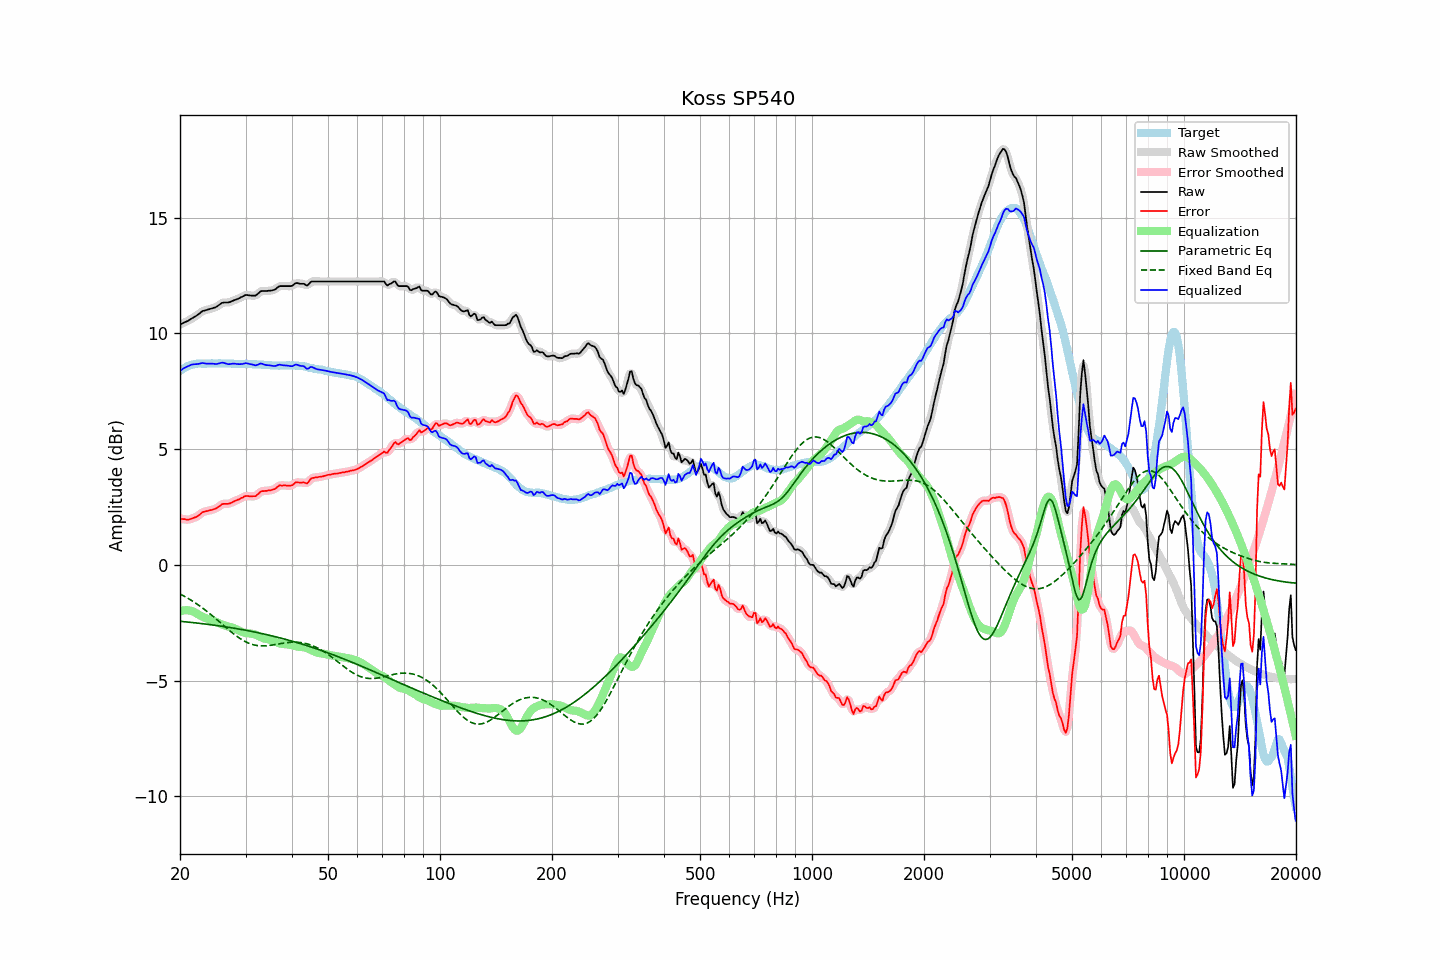 Koss SP540
Amplitude (dBr)
15
10
5
0
−5
−10
Target
Raw Smoothed
Error Smoothed
Raw
Error
Equalization
Parametric Eq
Fixed Band Eq
Equalized
20
50
100
200
500
1000
2000
5000
10000
20000
Frequency (Hz)